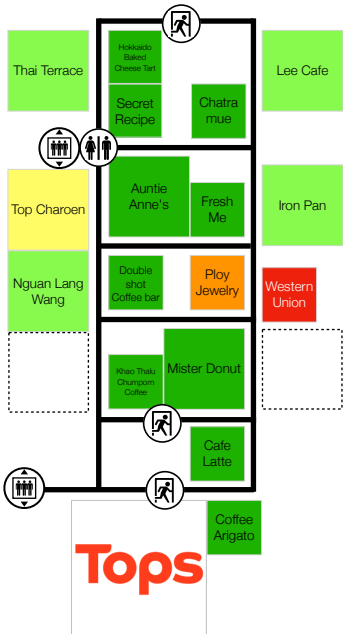 Hokkaido
Baked
Cheese Tart
Thai Terrace
Lee Cafe
Secret
Recipe
Chatra
mue
Auntie
Anne's
Fresh
Me
Top Charoen
Iron Pan
Double
shot
Coffee bar
Ploy
Jewelry
Nguan Lang
Wang
Western
Union
Khao Thalu
Chumporn
Coffee
Mister Donut
Cafe
Latte
Coffee
Arigato
Tops